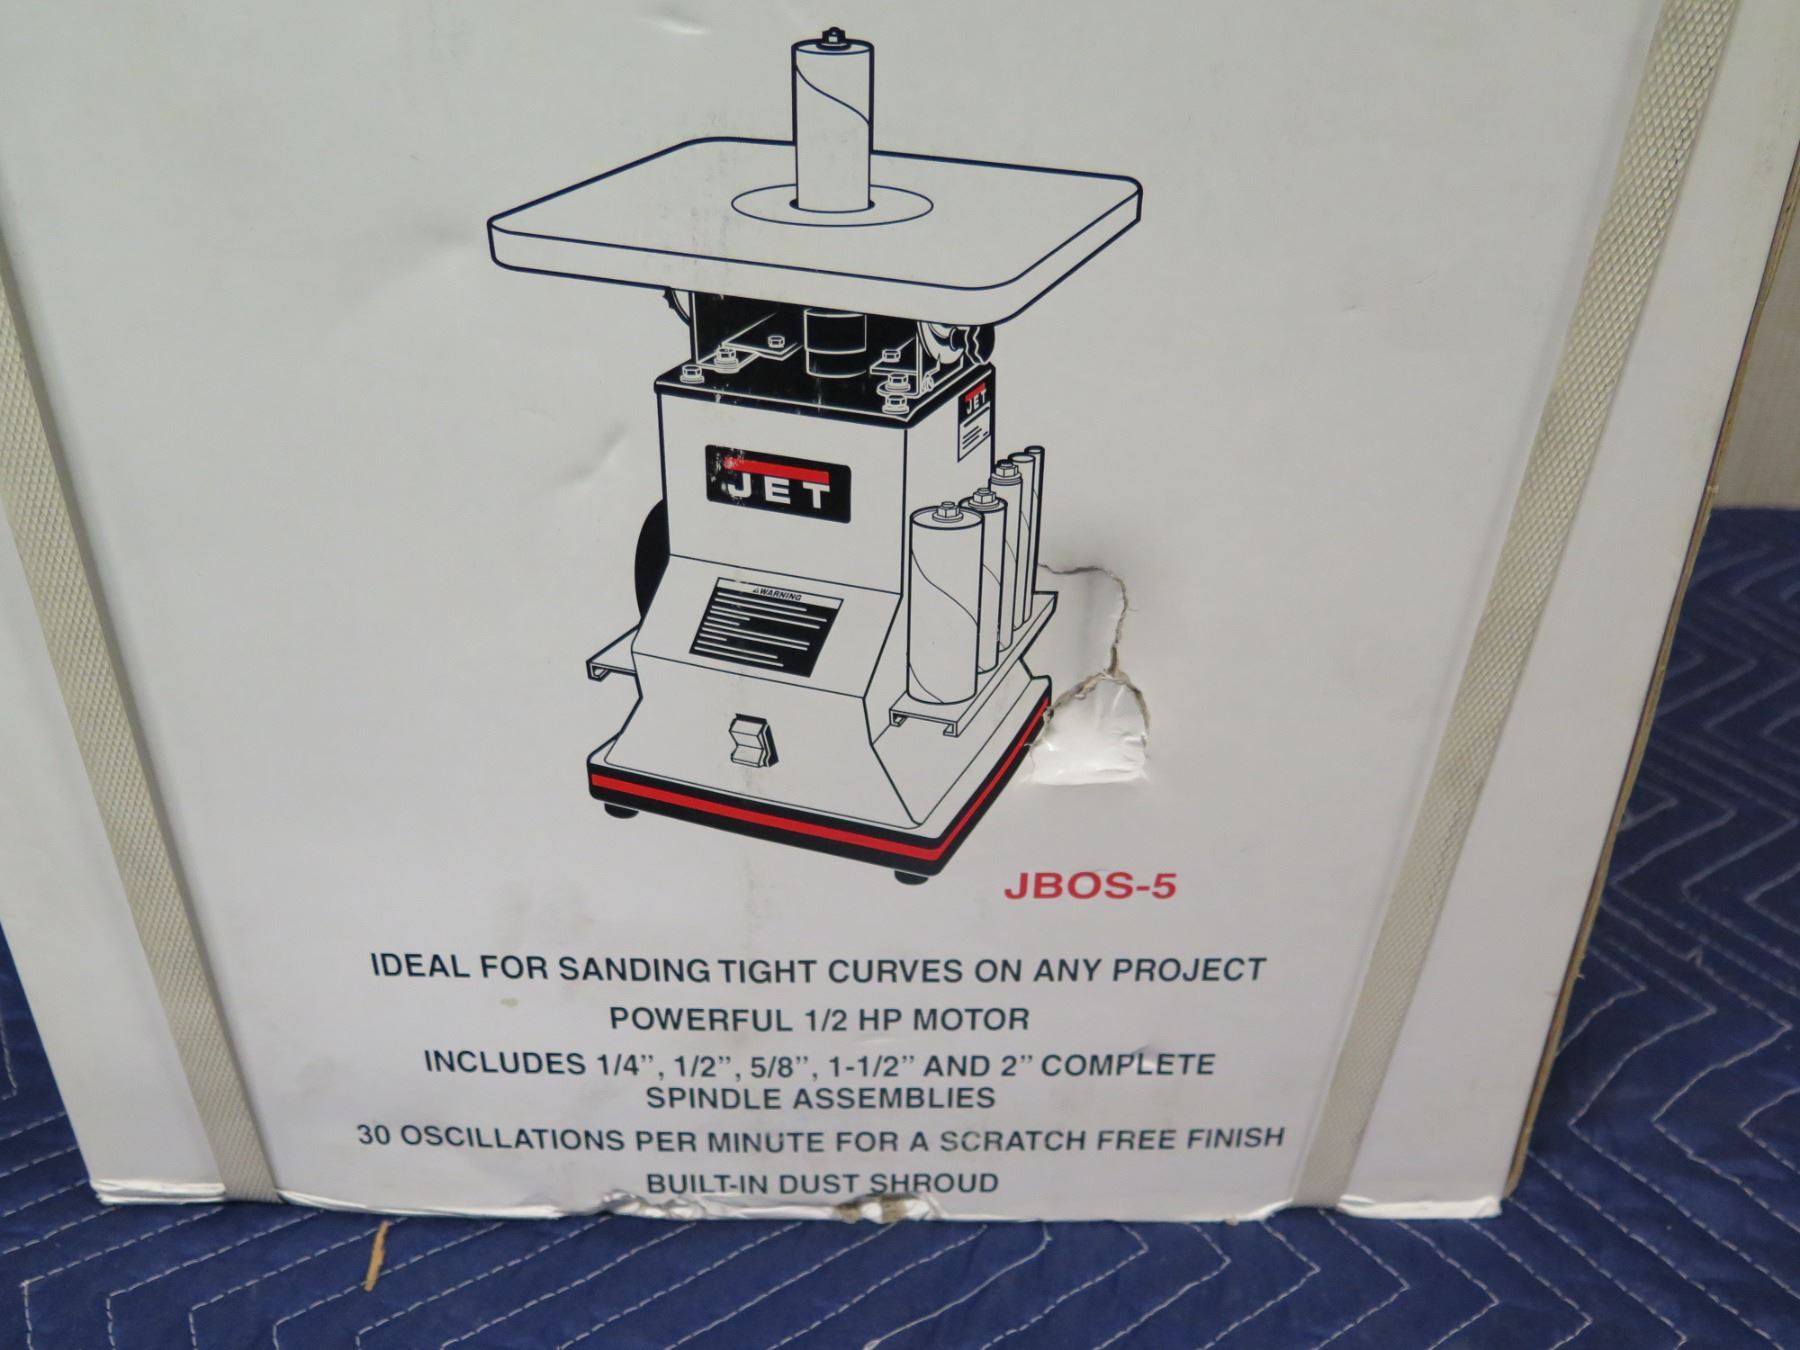 JET
JET
⚠WARNING
JBOS-5
IDEAL FOR SANDING TIGHT CURVES ON ANY PROJECT
POWERFUL 1/2 HP MOTOR
INCLUDES 1/4”, 1/2”, 5/8”, 1-1/2” AND 2” COMPLETE
SPINDLE ASSEMBLIES
30 OSCILLATIONS PER MINUTE FOR A SCRATCH FREE FINISH
BUILT-IN DUST SHROUD